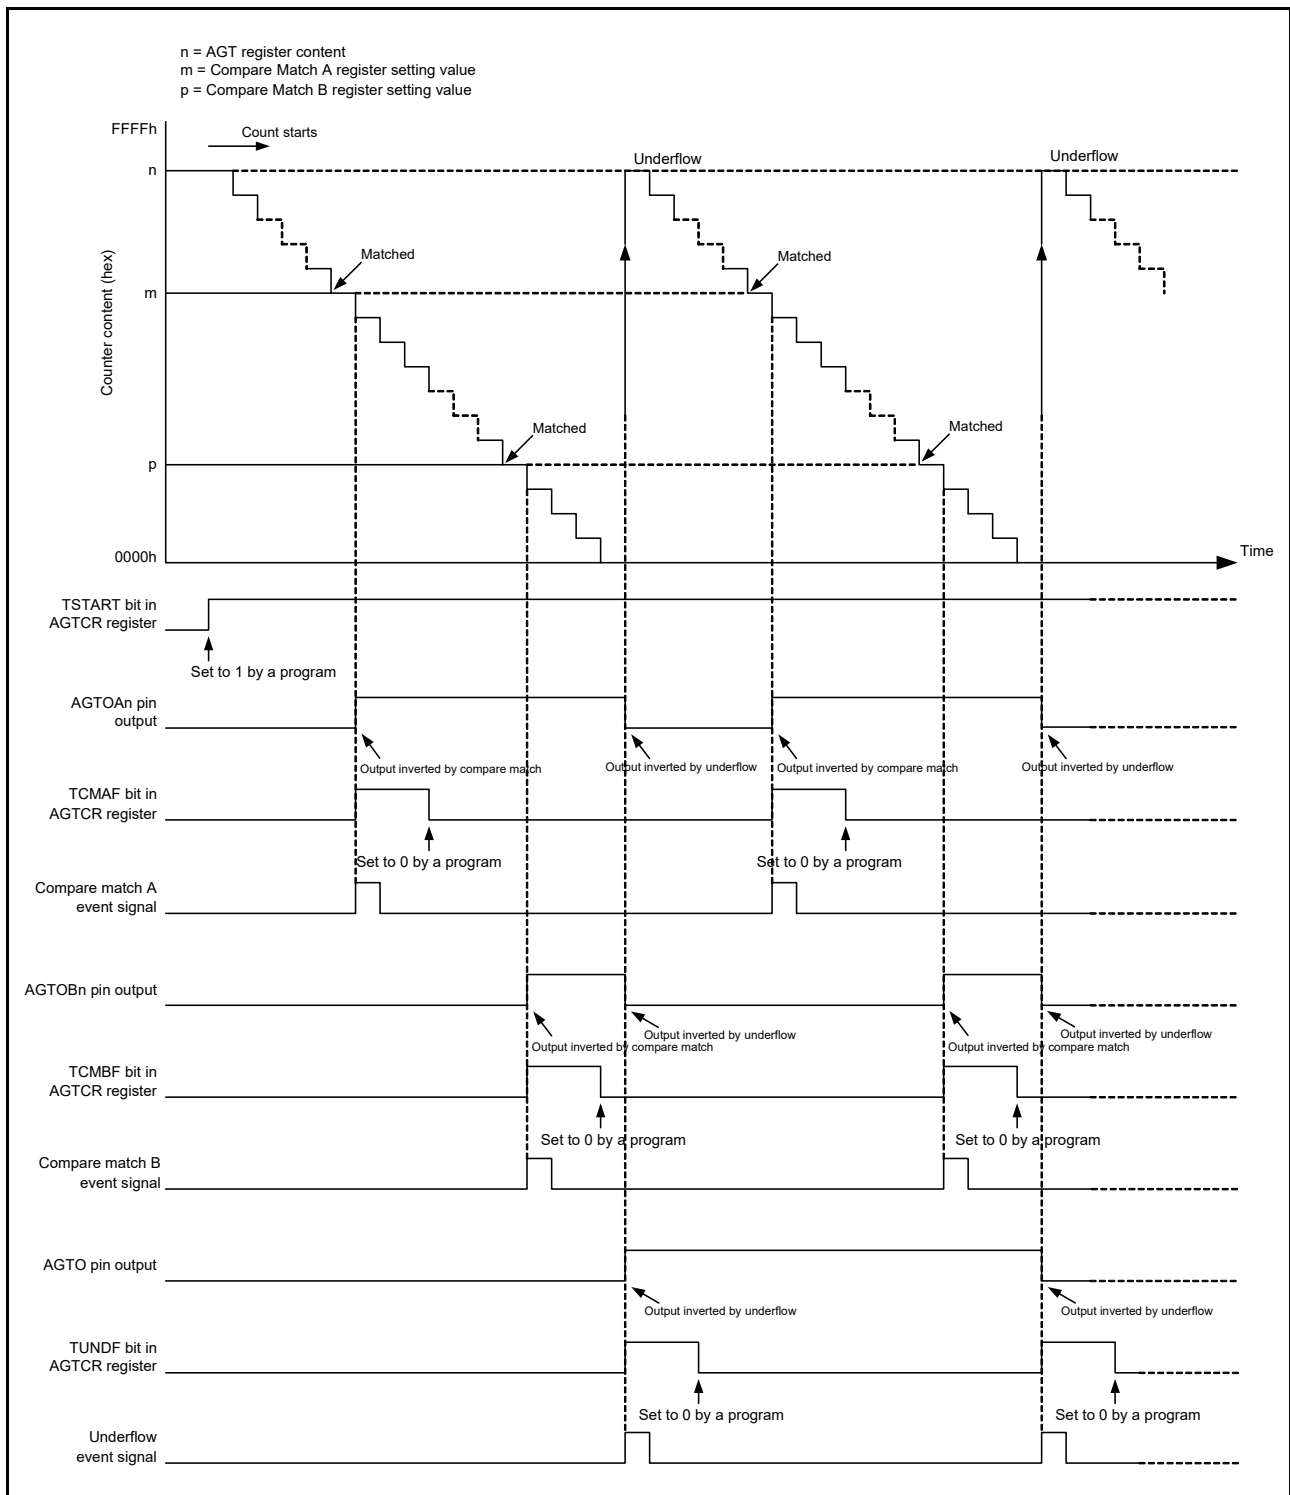 n = AGT register content
m = Compare Match A register setting value
p = Compare Match B register setting value
FFFFh
Count starts
Underflow
Underflow
n
Matched
Matched
Counter content (hex)
m
Matched
Matched
p
0000h
Time
TSTART bit in
AGTCR register
Set to 1 by a program
AGTOAn pin
output
Output inverted by compare match
Output inverted by underflow
Output inverted by compare match
Output inverted by underflow
TCMAF bit in
AGTCR register
Set to 0 by a program
Set to 0 by a program
Compare match A
event signal
AGTOBn pin output
Output inverted by underflow
Output inverted by underflow
Output inverted by compare match
Output inverted by compare match
TCMBF bit in
AGTCR register
Set to 0 by a program
Set to 0 by a program
Compare match B
event signal
AGTO pin output
Output inverted by underflow
Output inverted by underflow
TUNDF bit in
AGTCR register
Set to 0 by a program
Set to 0 by a program
Underflow
event signal